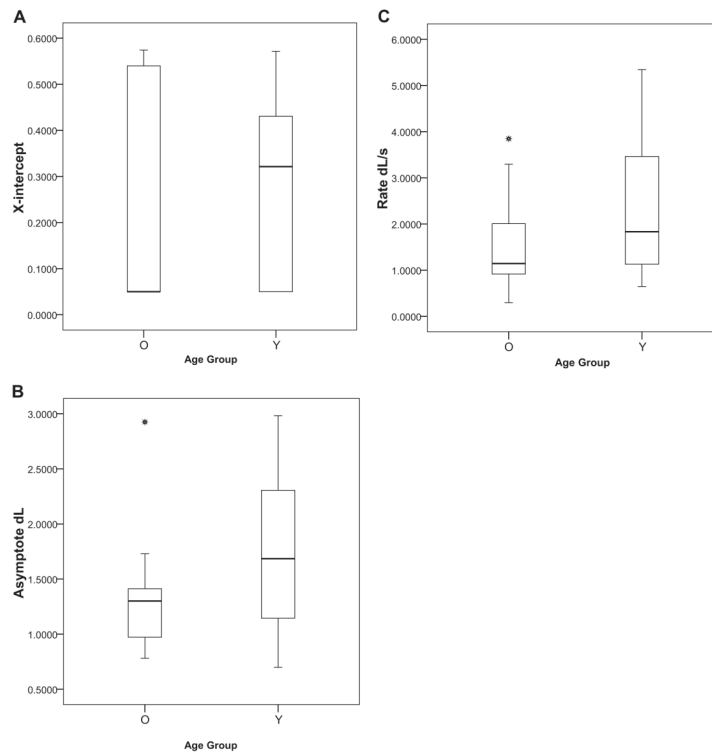 A
0.6000
0.5000
0.4000
0.3000
0.2000
0.1000
0.0000
X-intercept
O
Y
Age Group
C
6.0000
5.0000
4.0000
3.0000
2.0000
1.0000
0.0000
Rate dL/s
O
Y
Age Group
B
3.0000
2.5000
2.0000
1.5000
1.0000
0.5000
Asymptote dL
O
Y
Age Group